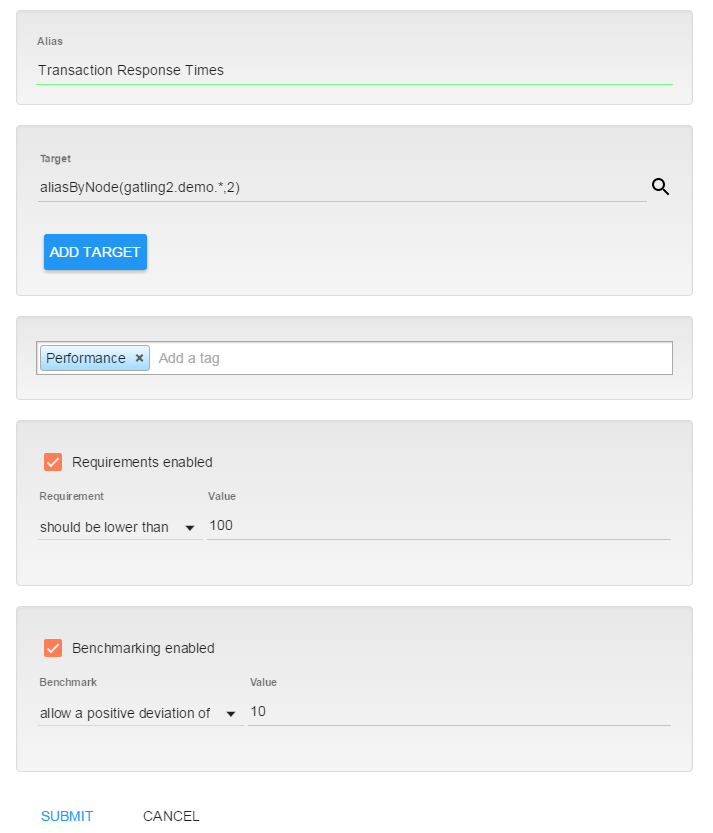 Alias
Transaction Response Times
Target
aliasByNode(gatling2.demo.*,2)
ADD TARGET
Performance × Add a tag
Requirements enabled
Requirement Value
should be lower than 100
Benchmarking enabled
Benchmark Value
allow a positive deviation of 10
SUBMIT CANCEL